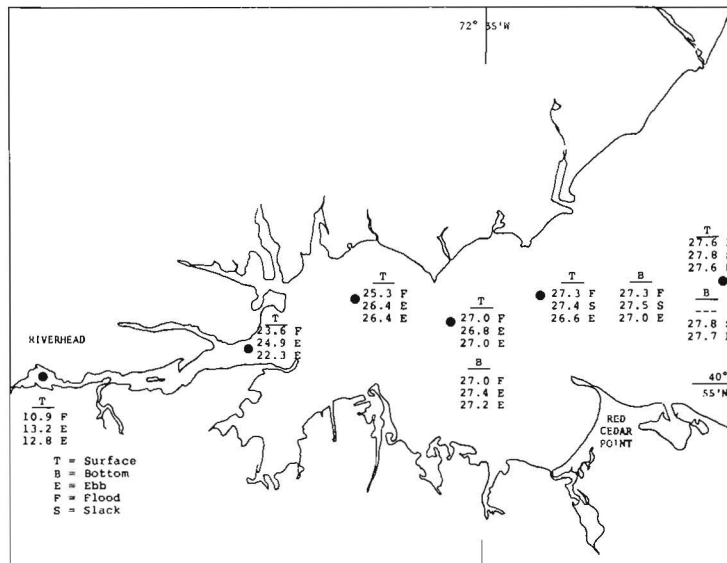 72° 35'W
T
27.6
27.8
27.6
B
---
27.8
27.7
T
25.3 F
26.4 E
26.4 E
T
27.0 F
26.8 E
27.0 E
B
27.0 F
27.4 E
27.2 E
T
27.3 F
27.4 S
26.6 E
B
27.3 F
27.5 S
27.0 E
T
23.6 F
24.9 E
22.3 E
RIVERHEAD
T
10.9 F
13.2 E
12.8 E
40°
55'N
RED
CEDAR
POINT
T = Surface
B = Bottom
E = Ebb
F = Flood
S = Slack